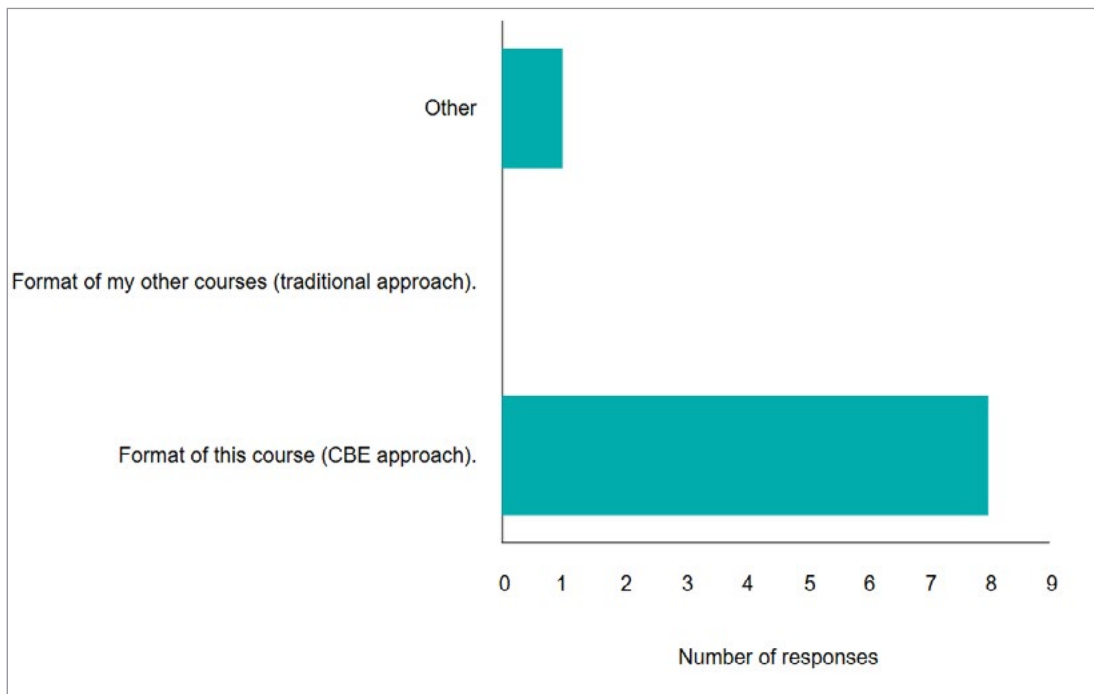 Other
Format of my other courses (traditional approach).
Format of this course (CBE approach).
0 1 2 3 4 5 6 7 8 9
Number of responses